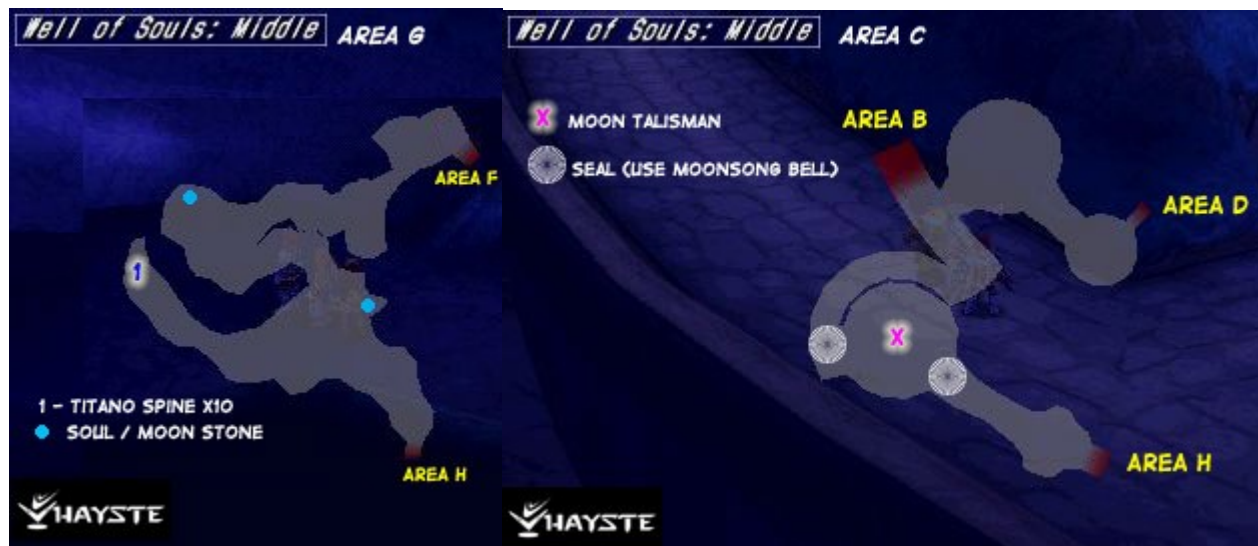 Well of Souls: Middle AREA G
AREA F
1
1 - TITANO SPINE X10
SOUL / MOON STONE
AREA H
HAYSTE
Well of Souls: Middle AREA C
X MOON TALISMAN
AREA B
SEAL (USE MOONSONG BELL)
AREA D
X
AREA H
HAYSTE